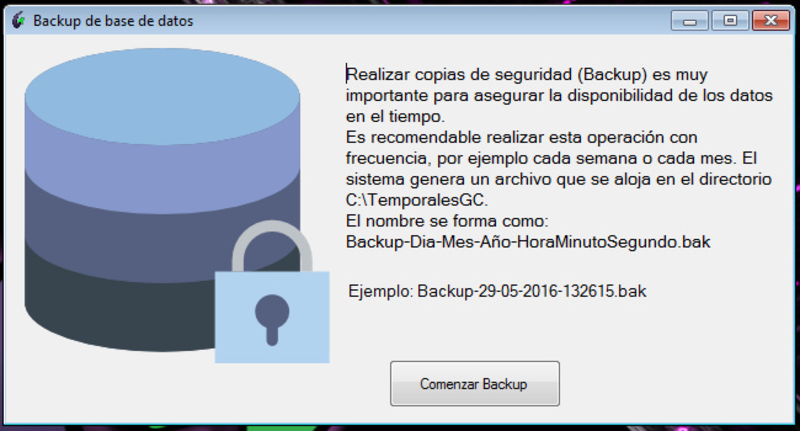 Backup de base de datos
Realizar copias de seguridad (Backup) es muy
importante para asegurar la disponibilidad de los datos
en el tiempo.
Es recomendable realizar esta operación con
frecuencia, por ejemplo cada semana o cada mes. El
sistema genera un archivo que se aloja en el directorio
C:\TemporalesGC.
El nombre se forma como:
Backup-Dia-Mes-Año-HoraMinutoSegundo.bak
Ejemplo: Backup-29-05-2016-132615.bak
Comenzar Backup